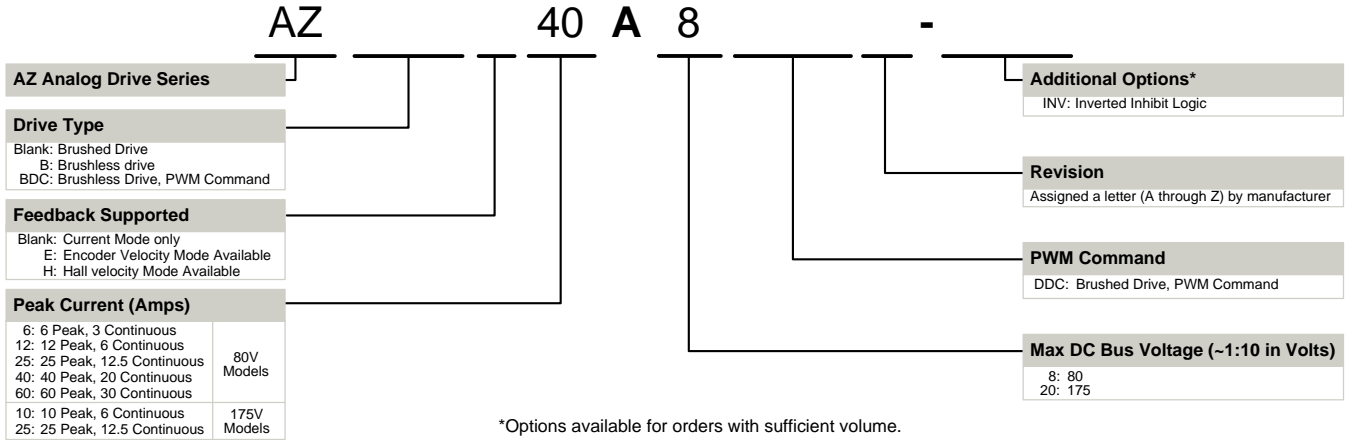 AZ 40 A 8 -
AZ Analog Drive Series
Drive Type
Blank: Brushed Drive
B: Brushless drive
BDC: Brushless Drive, PWM Command
Feedback Supported
Blank: Current Mode only
E: Encoder Velocity Mode Available
H: Hall velocity Mode Available
Peak Current (Amps)
6: 6 Peak, 3 Continuous
12: 12 Peak, 6 Continuous
25: 25 Peak, 12.5 Continuous
40: 40 Peak, 20 Continuous
60: 60 Peak, 30 Continuous
80V
Models
10: 10 Peak, 6 Continuous
25: 25 Peak, 12.5 Continuous
175V
Models
Additional Options*
INV: Inverted Inhibit Logic
Revision
Assigned a letter (A through Z) by manufacturer
PWM Command
DDC: Brushed Drive, PWM Command
Max DC Bus Voltage (~1:10 in Volts)
8: 80
20: 175
*Options available for orders with sufficient volume.